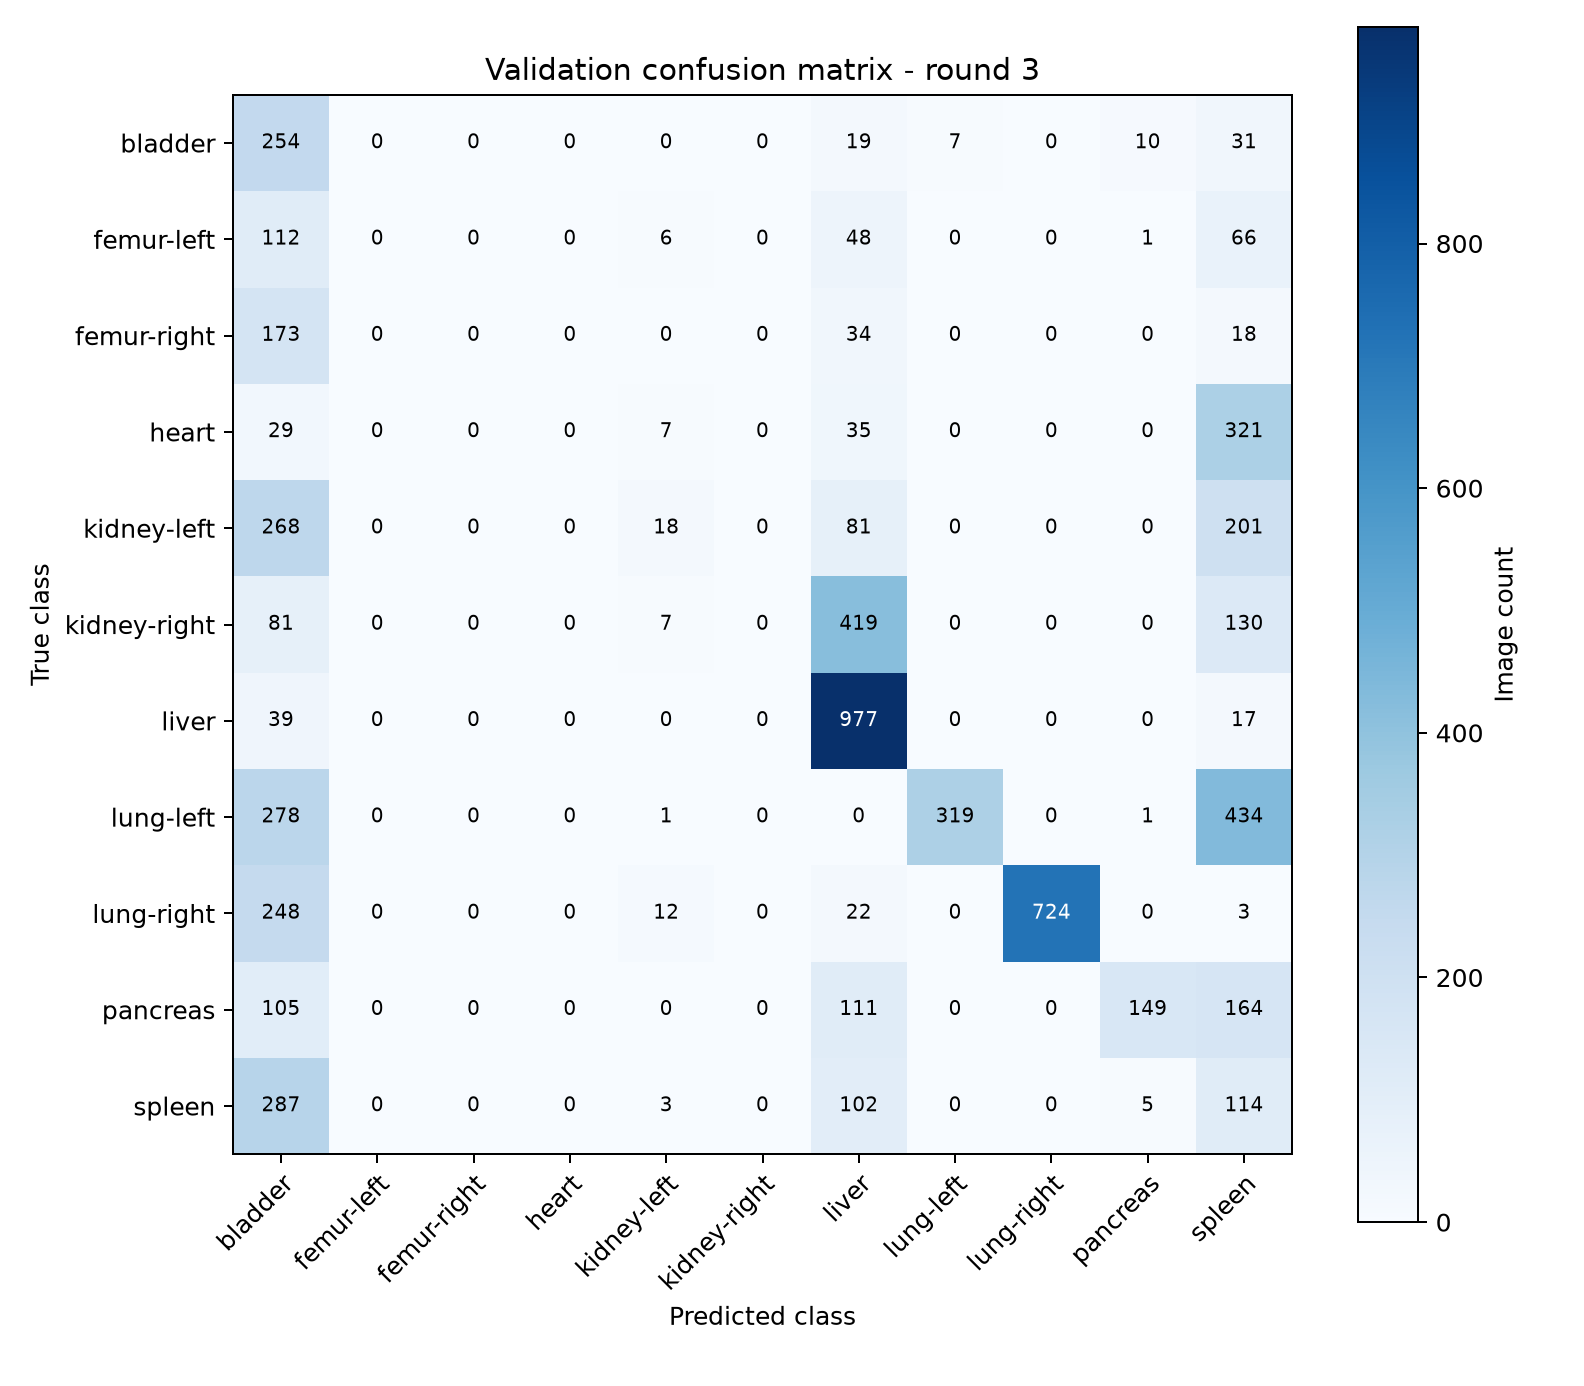 Validation confusion matrix - round 3
bladder 254 0 0 0 0 0 19 7 0 10 31
femur-left 112 0 0 0 6 0 48 0 0 1 66
femur-right 173 0 0 0 0 0 34 0 0 0 18
heart 29 0 0 0 7 0 35 0 0 0 321
kidney-left 268 0 0 0 18 0 81 0 0 0 201
kidney-right 81 0 0 0 7 0 419 0 0 0 130
liver 39 0 0 0 0 0 977 0 0 0 17
lung-left 278 0 0 0 1 0 0 319 0 1 434
lung-right 248 0 0 0 12 0 22 0 724 0 3
pancreas 105 0 0 0 0 0 111 0 0 149 164
spleen 287 0 0 0 3 0 102 0 0 5 114
bladder femur-left femur-right heart kidney-left kidney-right liver lung-left lung-right pancreas spleen
Predicted class
True class
800
600
400
200
0
Image count